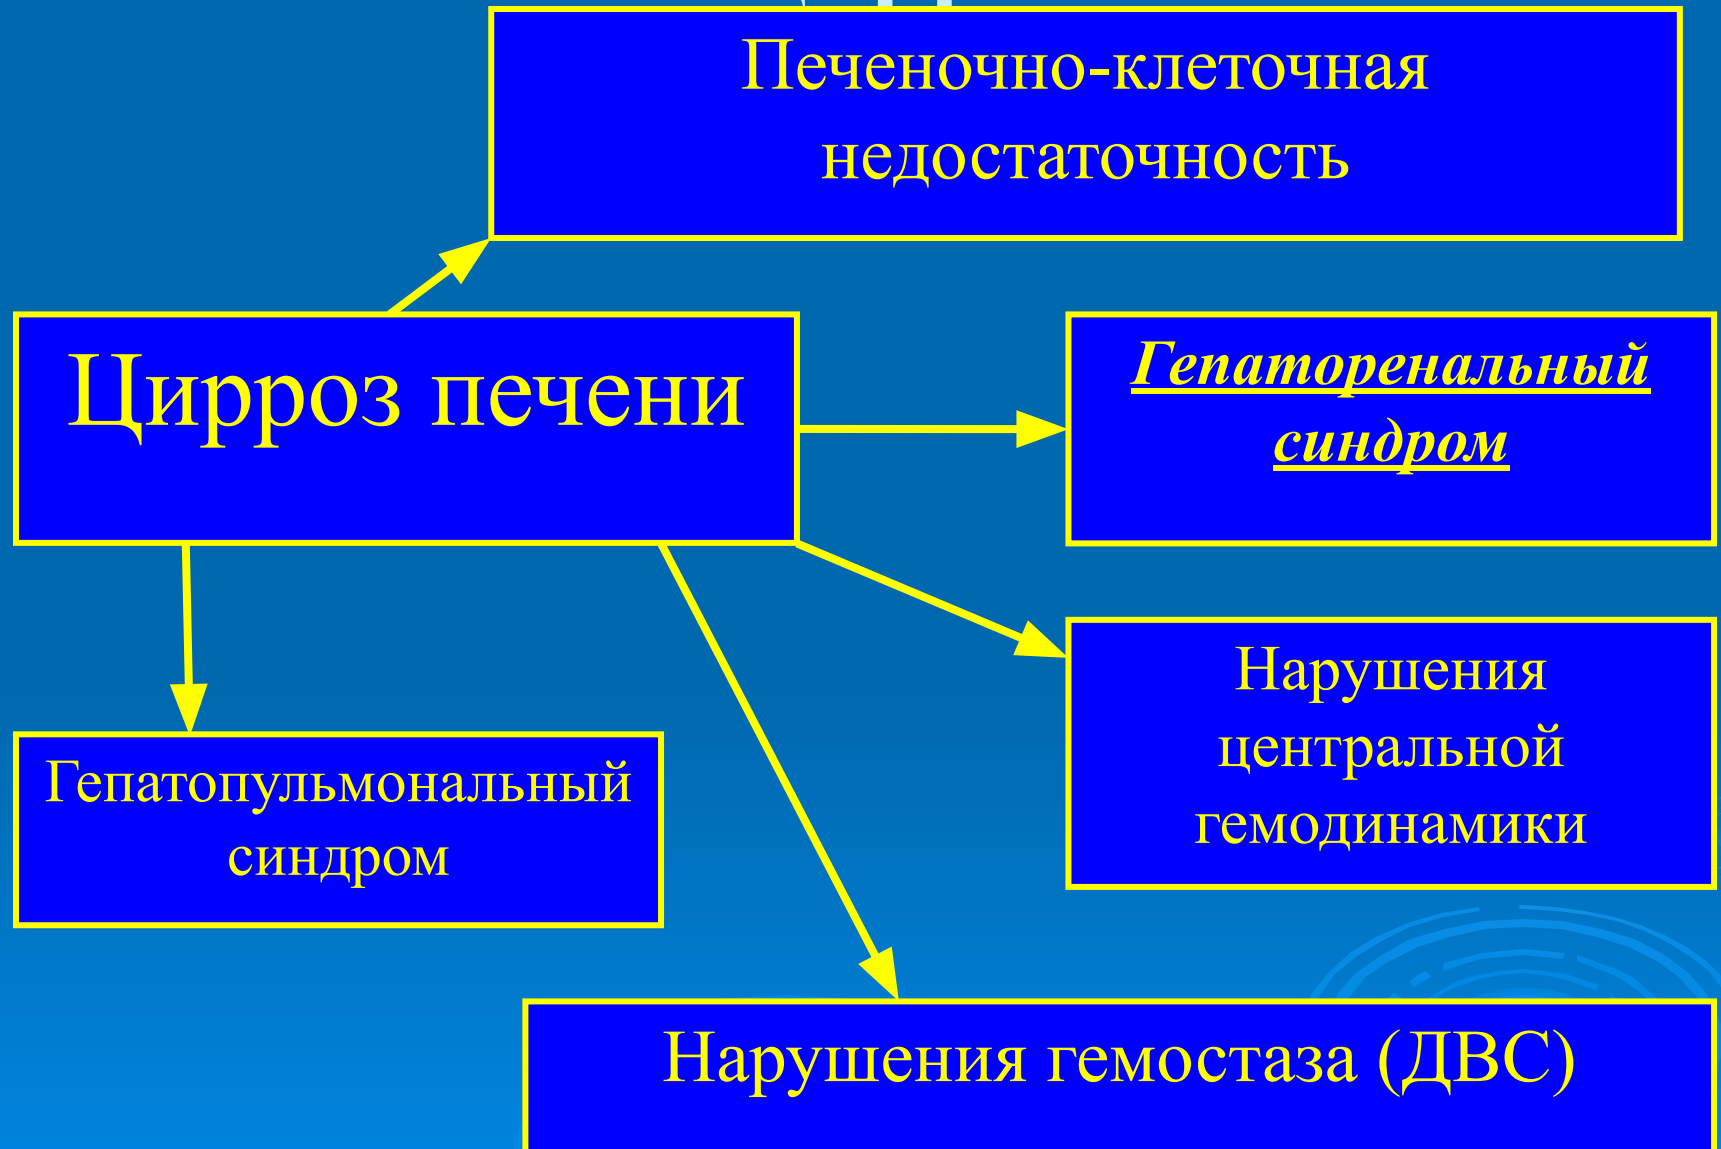 Печеночно-клеточная
недостаточность
Цирроз печени
Гепаторенальный
синдром
Нарушения
центральной
гемодинамики
Гепатопульмональный
синдром
Нарушения гемостаза (ДВС)